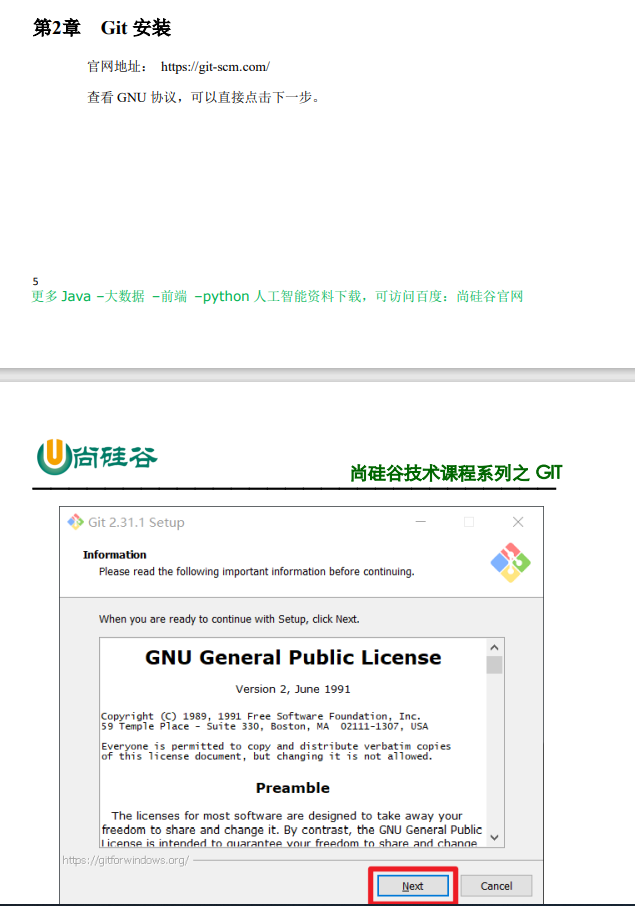 第2章 Git 安装
官网地址： https://git-scm.com/
查看 GNU 协议，可以直接点击下一步。
5
更多 Java –大数据 –前端 –python 人工智能资料下载，可访问百度：尚硅谷官网
尚硅谷
尚硅谷技术课程系列之 GIT
Git 2.31.1 Setup
Information
Please read the following important information before continuing.
When you are ready to continue with Setup, click Next.
GNU General Public License
Version 2, June 1991
Copyright (C) 1989, 1991 Free Software Foundation, Inc.
59 Temple Place - Suite 330, Boston, MA  02111-1307, USA
Everyone is permitted to copy and distribute verbatim copies
of this license document, but changing it is not allowed.
Preamble
The licenses for most software are designed to take away your
freedom to share and change it. By contrast, the GNU General Public
License is intended to guarantee your freedom to share and change
https://gitforwindows.org/
Next
Cancel